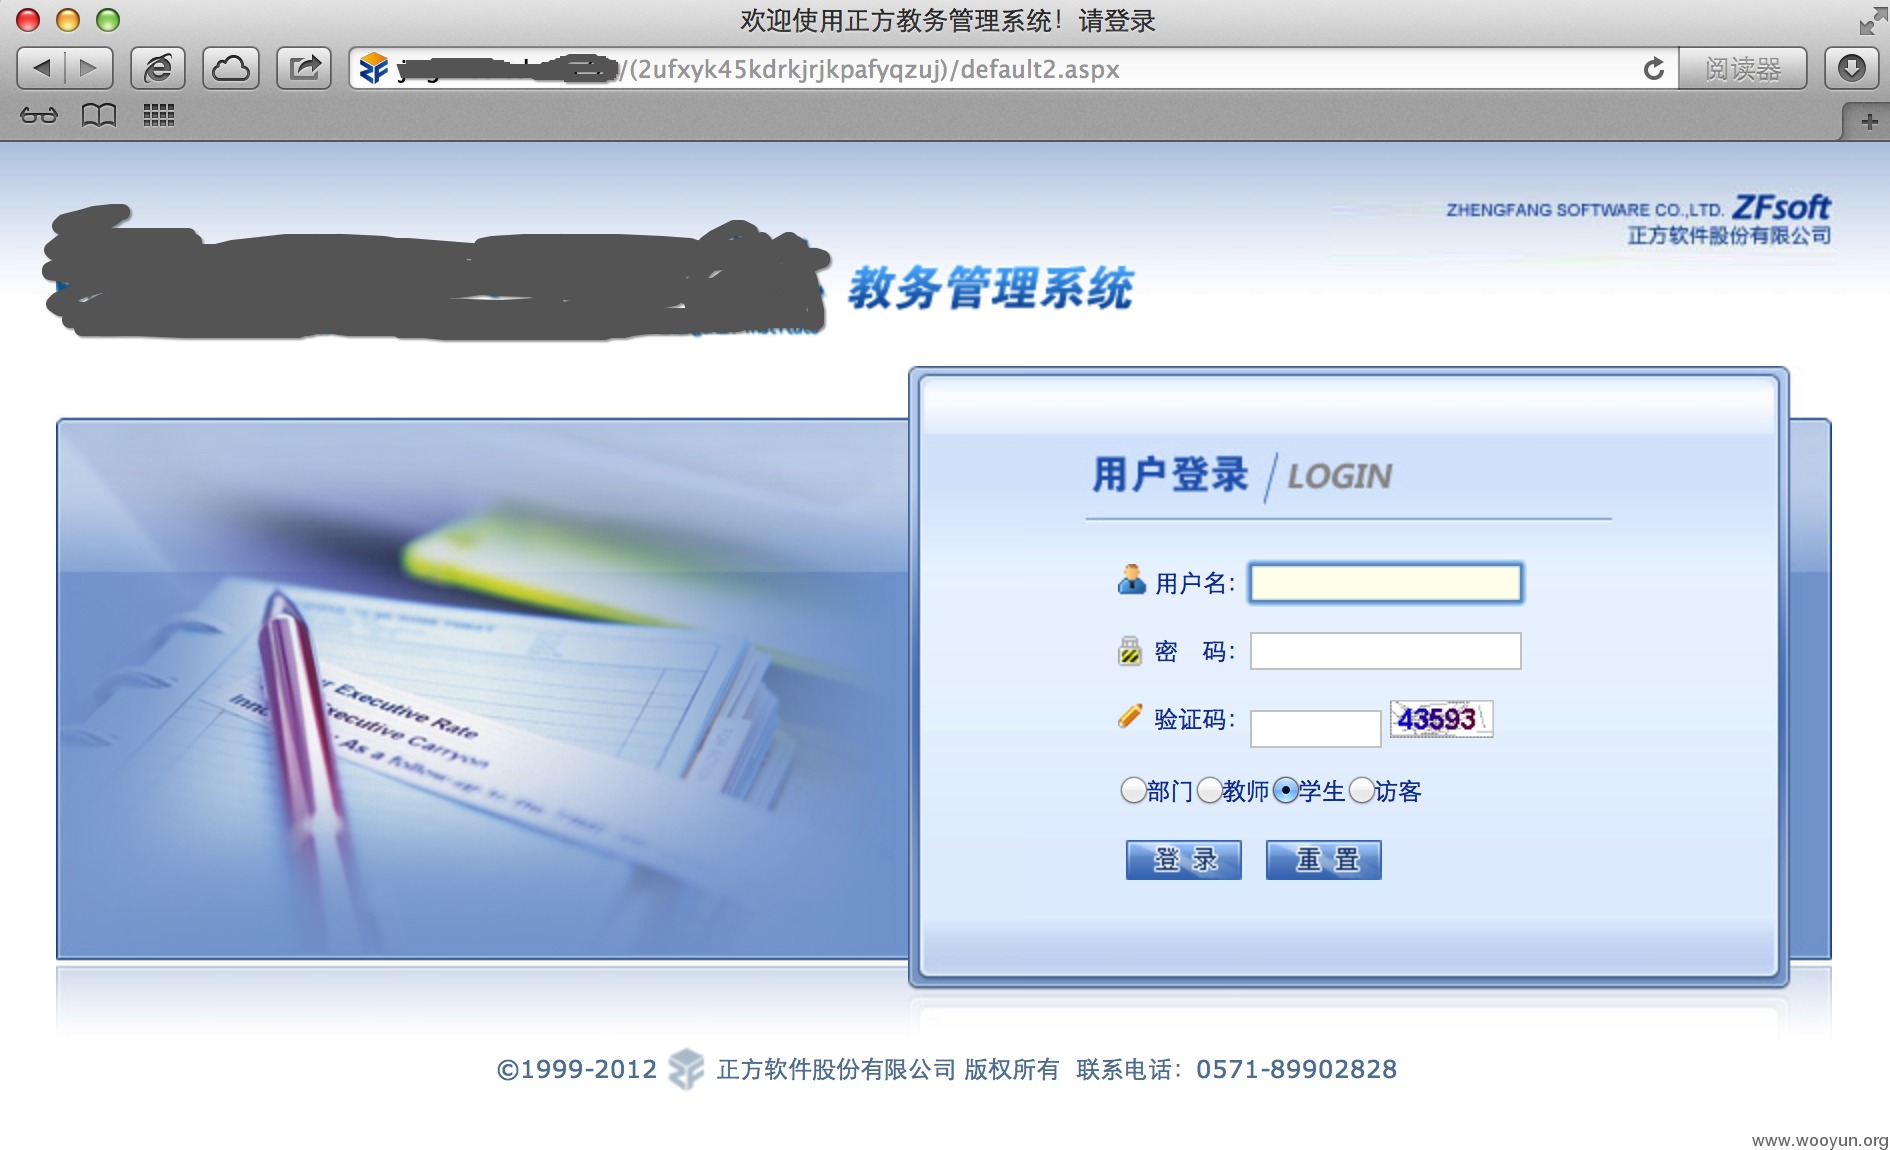 欢迎使用正方教务管理系统！请登录
/(2ufxyk45kdrkjrjkpafyqzuj)/default2.aspx
阅读器
ZHENGFANG SOFTWARE CO.,LTD. ZFsoft
正方软件股份有限公司
教务管理系统
用户登录 / LOGIN
用户名：
密 码：
验证码： 43593
部门 教师 学生 访客
登 录 重 置
Executive Rate
Executive Carryon
As a follow-up to the
©1999-2012 ZF 正方软件股份有限公司 版权所有 联系电话：0571-89902828
www.wooyun.org